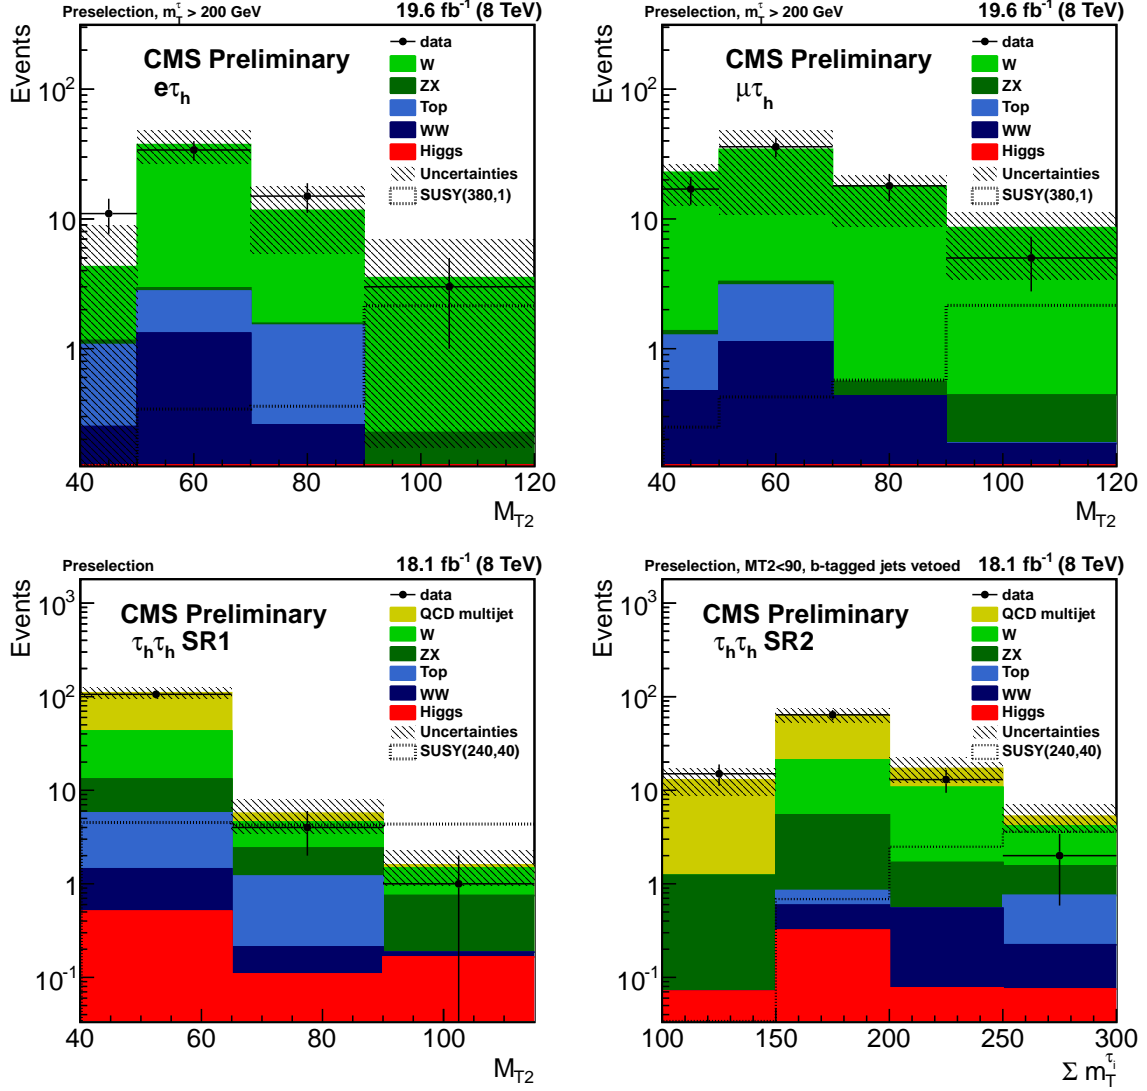 Preselection, m_T^τ > 200 GeV 19.6 fb⁻¹ (8 TeV)
Events
CMS Preliminary
eτ_h
data
W
ZX
Top
WW
Higgs
Uncertainties
SUSY(380,1)
10²
10
1
40 60 80 100 120
M_T2
Preselection, m_T^τ > 200 GeV 19.6 fb⁻¹ (8 TeV)
Events
CMS Preliminary
μτ_h
data
W
ZX
Top
WW
Higgs
Uncertainties
SUSY(380,1)
10²
10
1
40 60 80 100 120
M_T2
Preselection 18.1 fb⁻¹ (8 TeV)
Events
CMS Preliminary
τ_hτ_h SR1
data
QCD multijet
W
ZX
Top
WW
Higgs
Uncertainties
SUSY(240,40)
10³
10²
10
1
10⁻¹
40 60 80 100
M_T2
Preselection, MT2<90, b-tagged jets vetoed 18.1 fb⁻¹ (8 TeV)
Events
CMS Preliminary
τ_hτ_h SR2
data
QCD multijet
W
ZX
Top
WW
Higgs
Uncertainties
SUSY(240,40)
10³
10²
10
1
10⁻¹
100 150 200 250 300
Σ m_T^τ_i